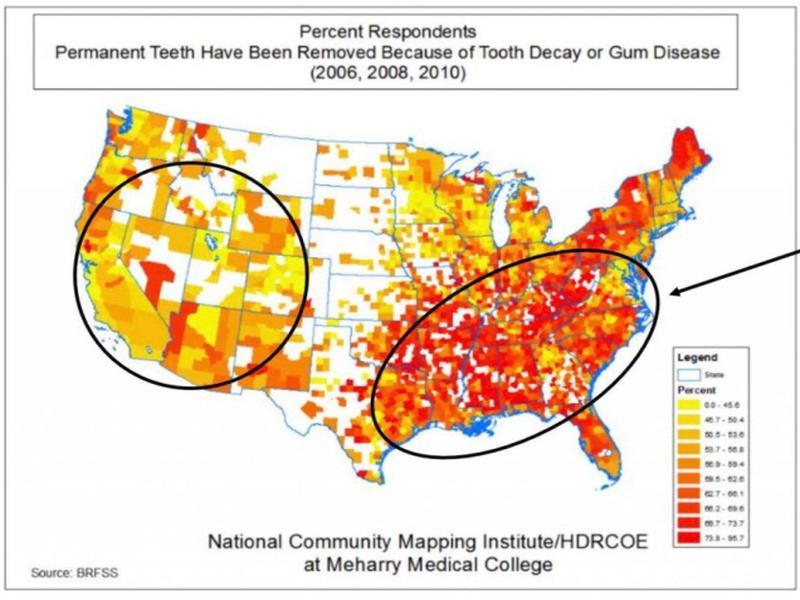 Percent Respondents
Permanent Teeth Have Been Removed Because of Tooth Decay or Gum Disease
(2006, 2008, 2010)
Legend
State
Percent
0.0 - 45.6
45.7 - 50.4
50.5 - 53.6
53.7 - 56.8
56.9 - 59.4
59.5 - 62.6
62.7 - 66.1
66.2 - 69.6
69.7 - 73.7
73.8 - 95.7
National Community Mapping Institute/HDRCOE
at Meharry Medical College
Source: BRFSS